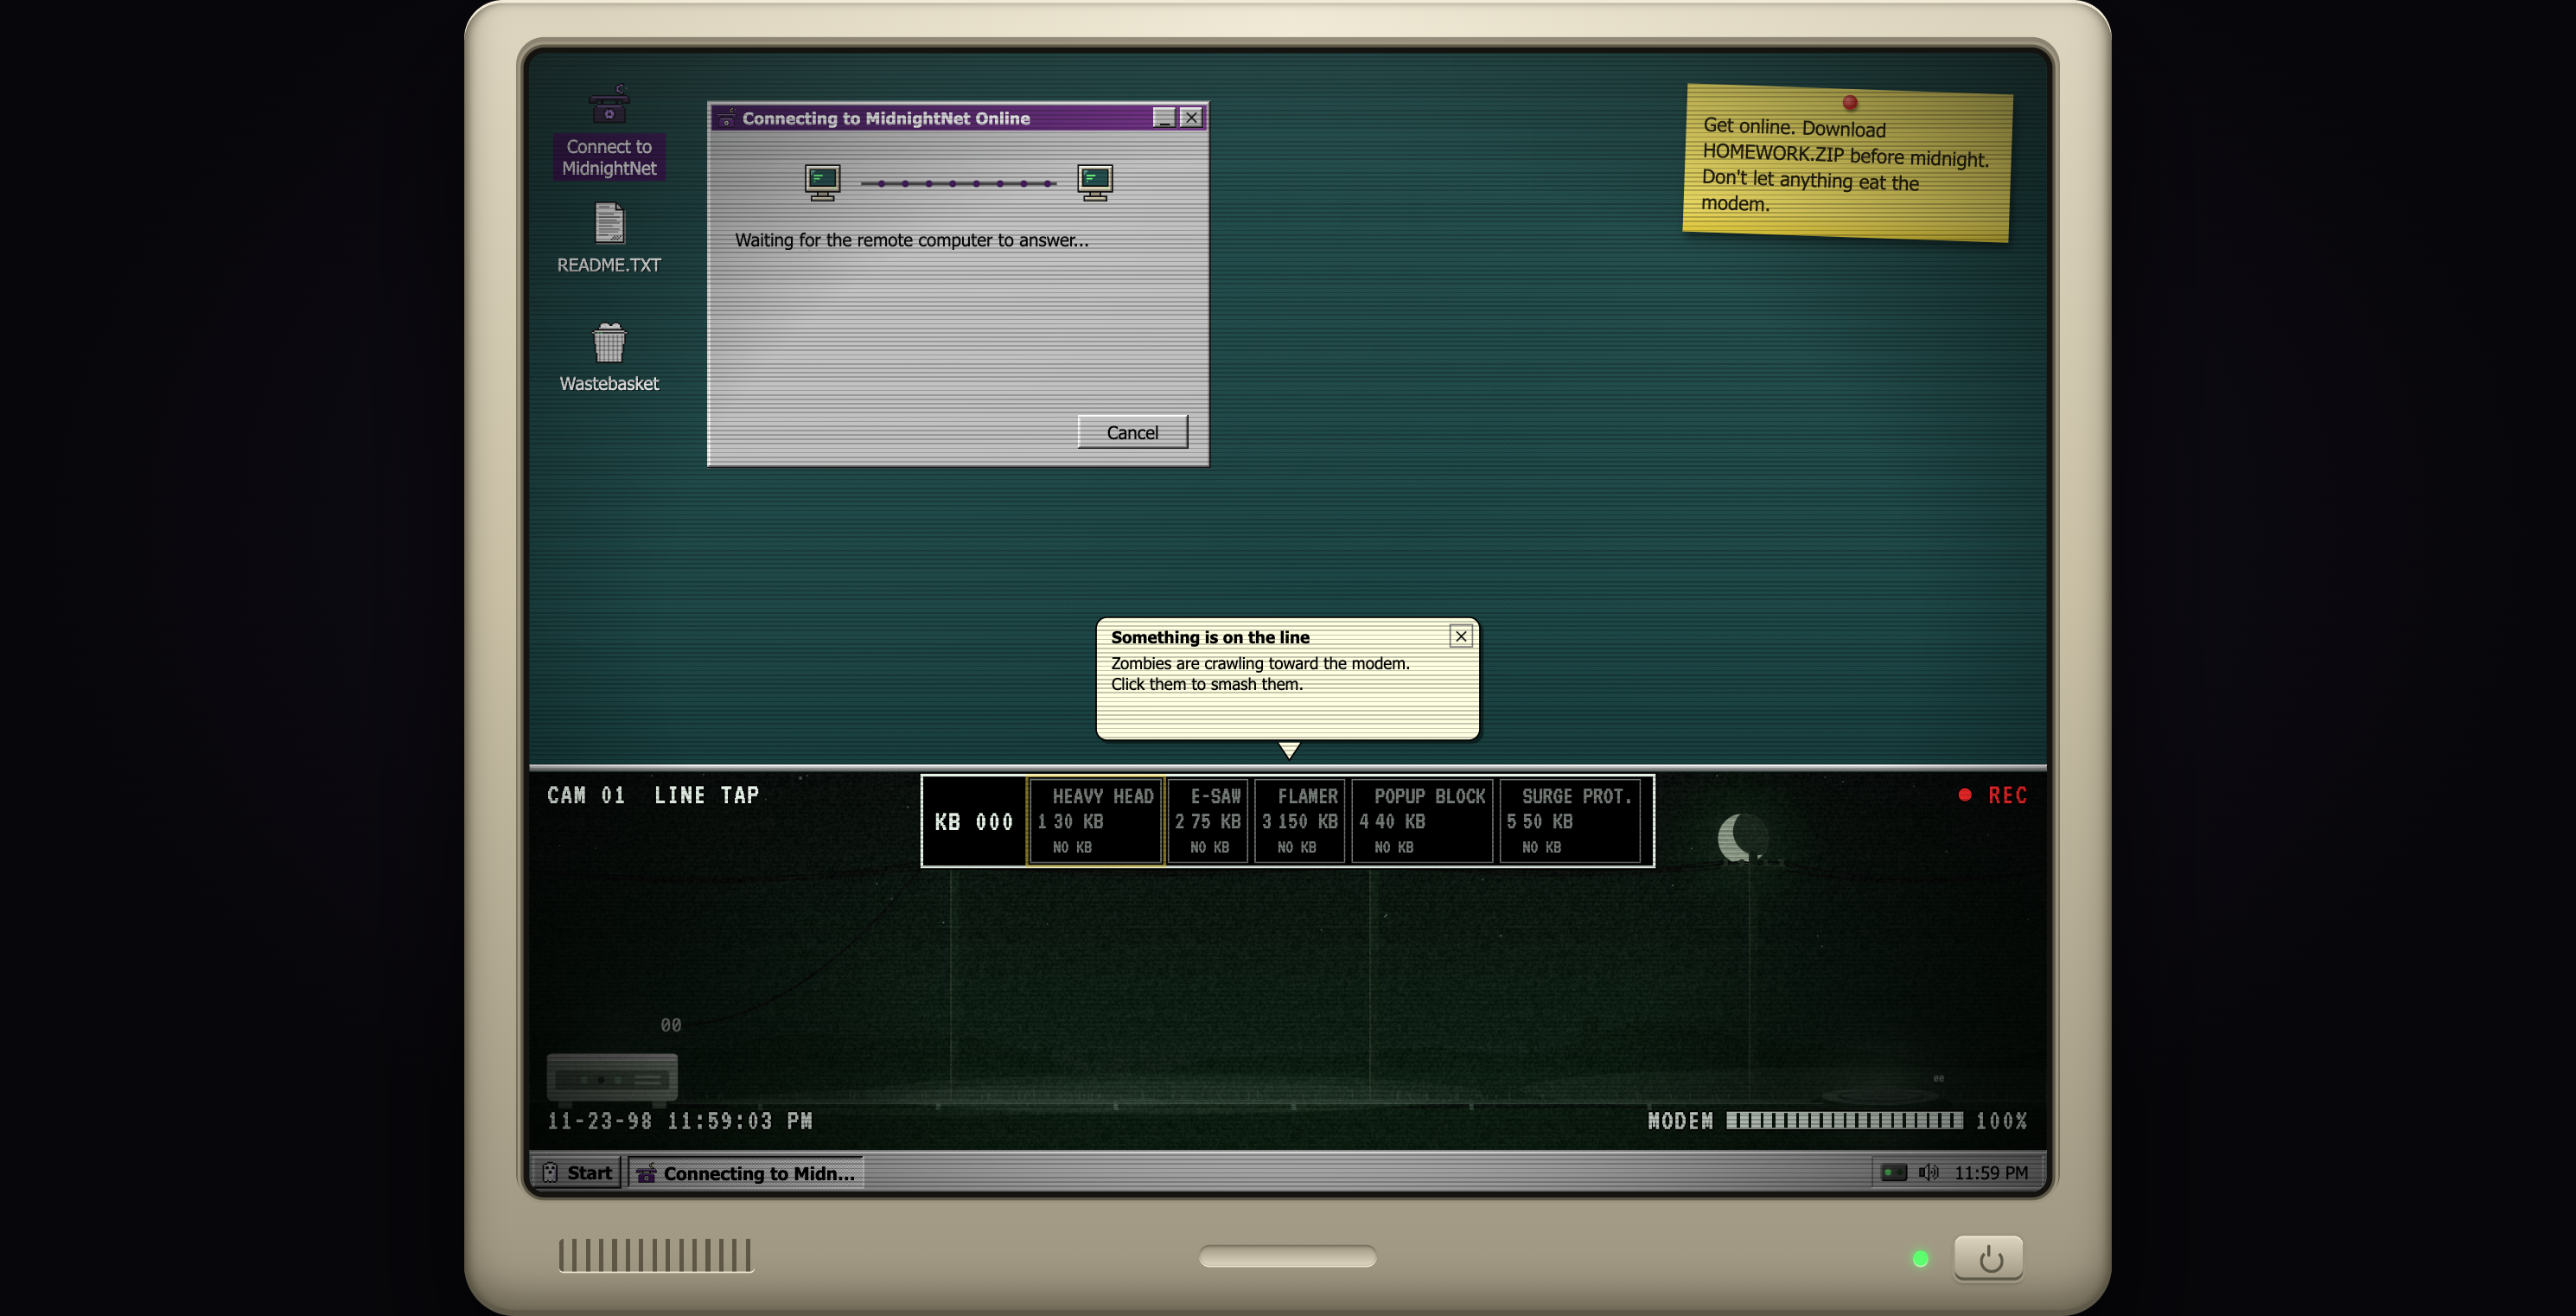 Connect to
MidnightNet
README.TXT
Wastebasket
Connecting to MidnightNet Online
Waiting for the remote computer to answer...
Cancel
Get online. Download
HOMEWORK.ZIP before midnight.
Don't let anything eat the
modem.
Something is on the line
Zombies are crawling toward the modem.
Click them to smash them.
CAM 01 LINE TAP
KB 000
HEAVY HEAD
1 30 KB
NO KB
E-SAW
2 75 KB
NO KB
FLAMER
3 150 KB
NO KB
POPUP BLOCK
4 40 KB
NO KB
SURGE PROT.
5 50 KB
NO KB
REC
00
11-23-98 11:59:03 PM
MODEM 100%
Start
Connecting to Midn...
11:59 PM